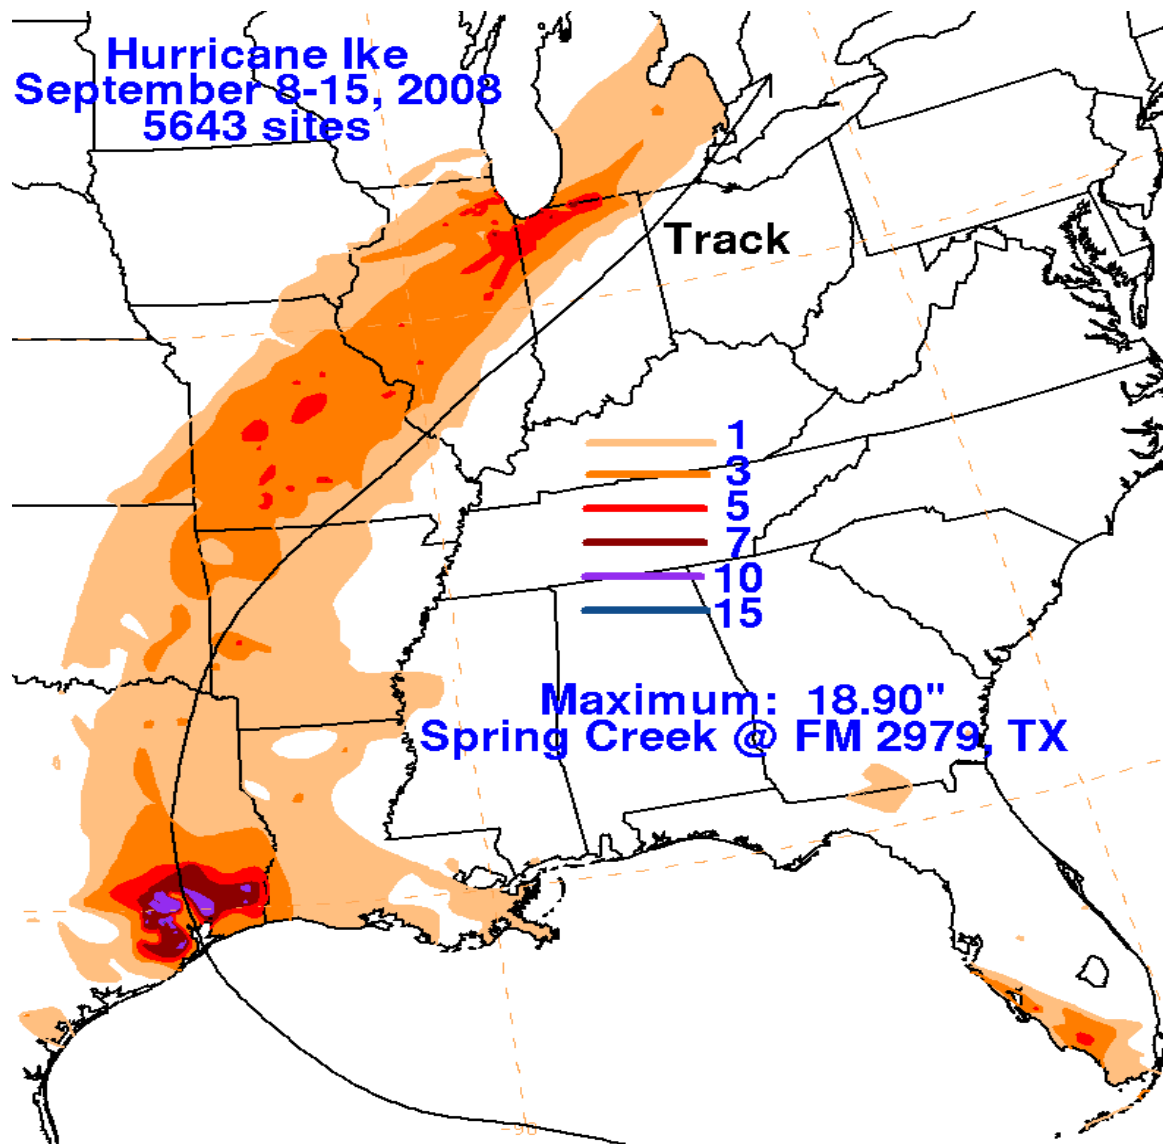 Hurricane Ike
September 8-15, 2008
5643 sites
Track
1
3
5
7
10
15
Maximum: 18.90"
Spring Creek @ FM 2979, TX
-90